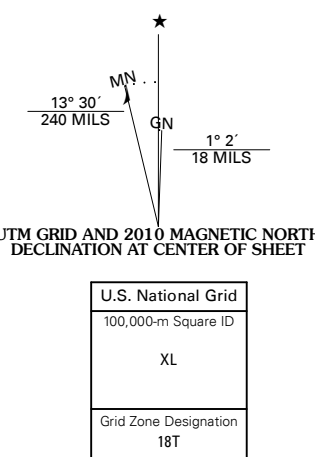 ★
MN
13° 30´
240 MILS
GN
1° 2´
18 MILS
UTM GRID AND 2010 MAGNETIC NORTH
DECLINATION AT CENTER OF SHEET
U.S. National Grid
100,000-m Square ID
XL
Grid Zone Designation
18T